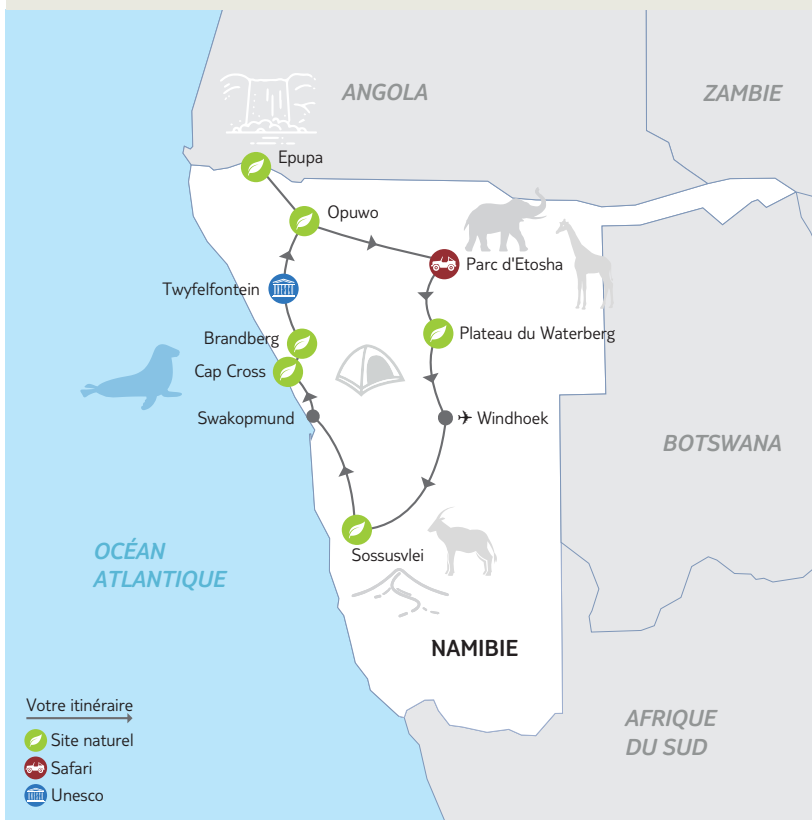 ANGOLA
ZAMBIE
Epupa
Opuwo
Parc d'Etosha
Twyfelfontein
Brandberg
Plateau du Waterberg
Cap Cross
Swakopmund
Windhoek
BOTSWANA
Sossusvlei
OCÉAN
ATLANTIQUE
NAMIBIE
AFRIQUE
DU SUD
Votre itinéraire
Site naturel
Safari
Unesco